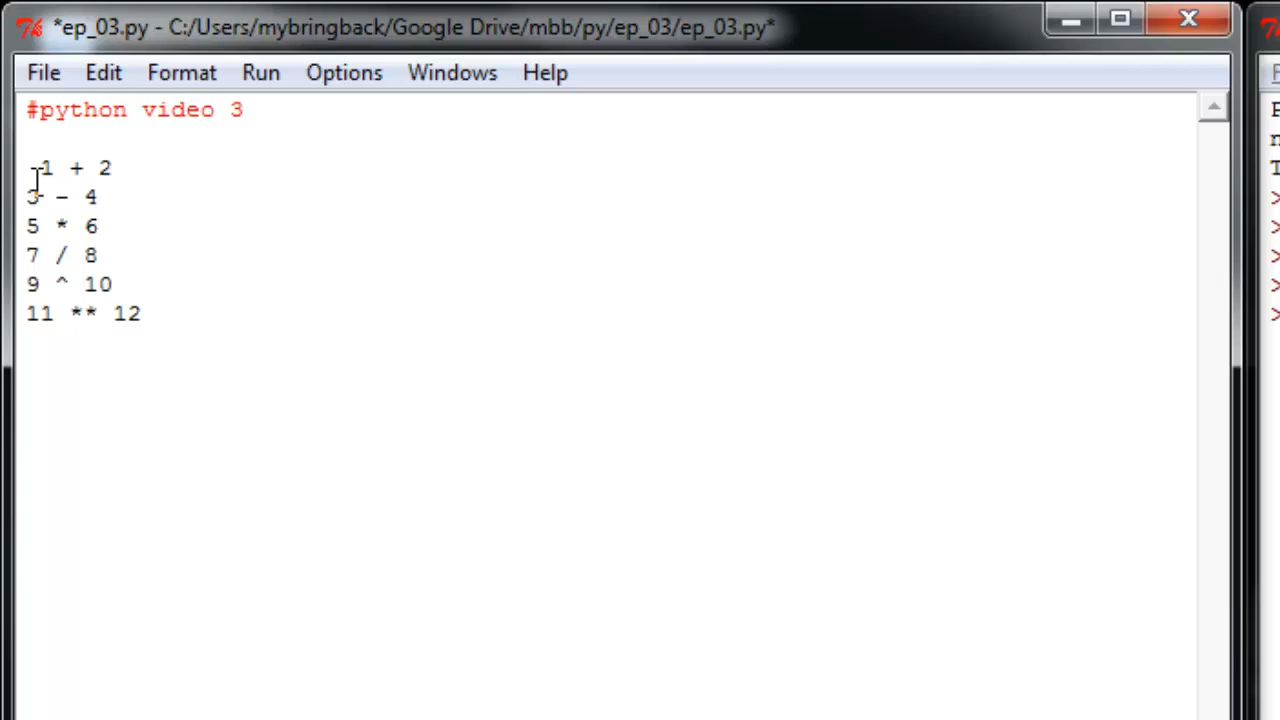 *ep_03.py - C:/Users/mybringback/Google Drive/mbb/py/ep_03/ep_03.py*
File Edit Format Run Options Windows Help
#python video 3
-1 + 2
3 - 4
5 * 6
7 / 8
9 ^ 10
11 ** 12
>
>
>
>
>